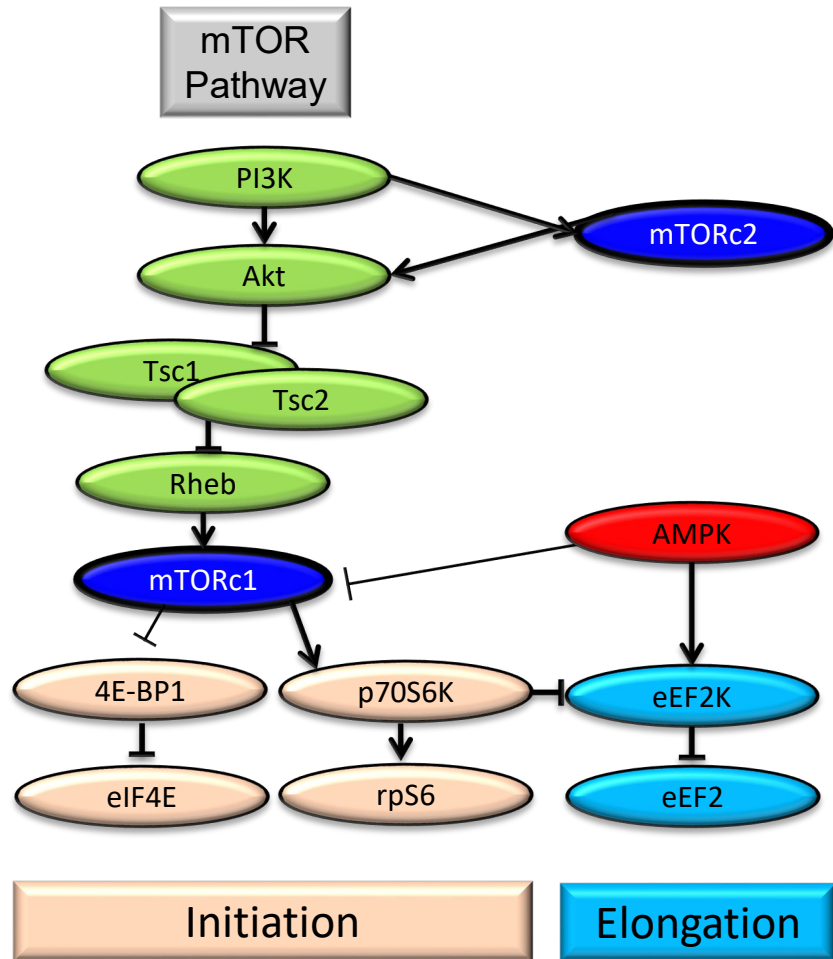 mTOR
Pathway
PI3K
mTORc2
Akt
Tsc1
Tsc2
Rheb
AMPK
mTORc1
4E-BP1
p70S6K
eEF2K
eIF4E
rpS6
eEF2
Initiation
Elongation